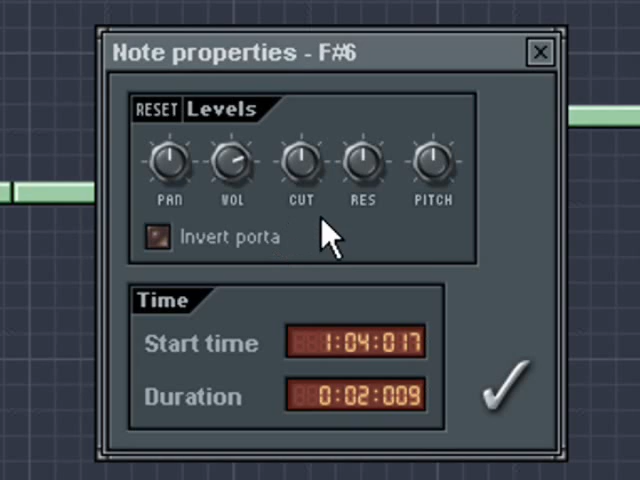 Note properties - F#6
RESET Levels
PAN VOL CUT RES PITCH
Invert porta
Time
Start time 1:04:017
Duration 0:02:009